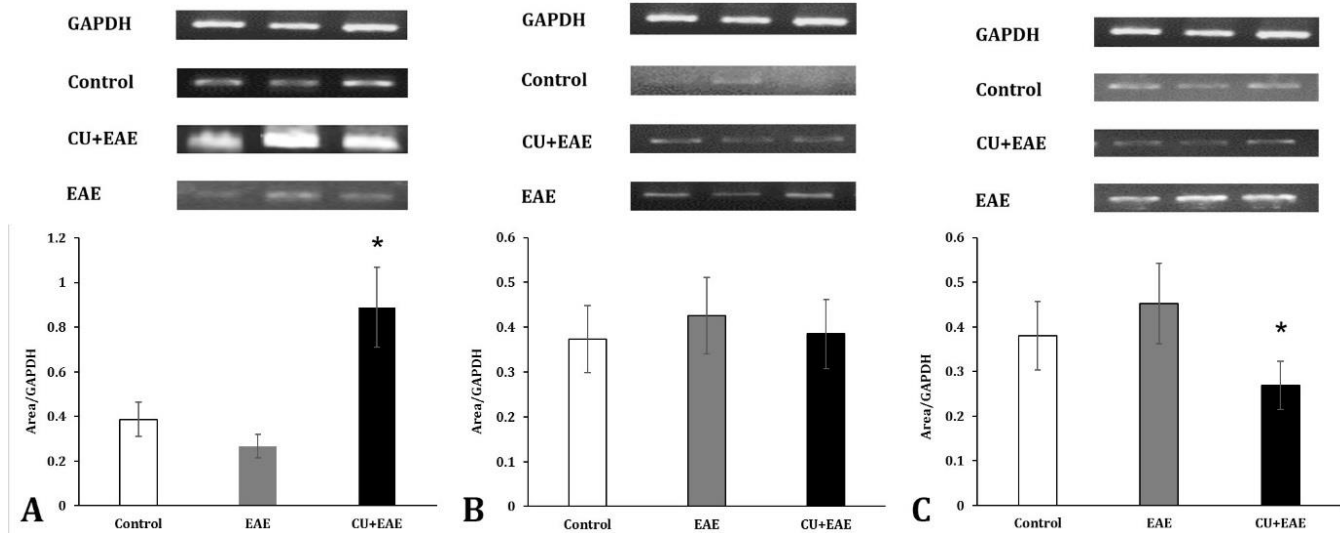 GAPDH
Control
CU+EAE
EAE
1.2
1
0.8
0.6
0.4
0.2
0
Area/GAPDH
*
A
Control EAE CU+EAE
GAPDH
Control
CU+EAE
EAE
0.6
0.5
0.4
0.3
0.2
0.1
0
Area/GAPDH
B
Control EAE CU+EAE
GAPDH
Control
CU+EAE
EAE
0.6
0.5
0.4
0.3
0.2
0.1
0
Area/GAPDH
*
C
Control EAE CU+EAE